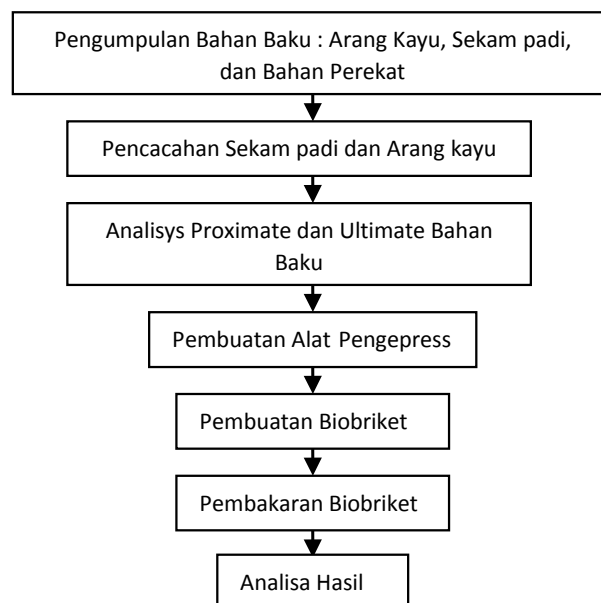 Pengumpulan Bahan Baku : Arang Kayu, Sekam padi,
dan Bahan Perekat
Pencacahan Sekam padi dan Arang kayu
Analisys Proximate dan Ultimate Bahan
Baku
Pembuatan Alat Pengepress
Pembuatan Biobriket
Pembakaran Biobriket
Analisa Hasil